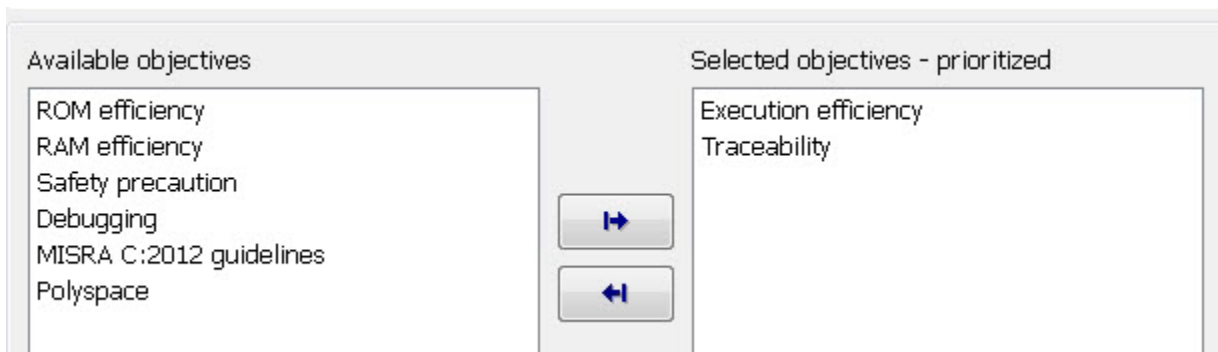 Available objectives
ROM efficiency
RAM efficiency
Safety precaution
Debugging
MISRA C:2012 guidelines
Polyspace
Selected objectives - prioritized
Execution efficiency
Traceability